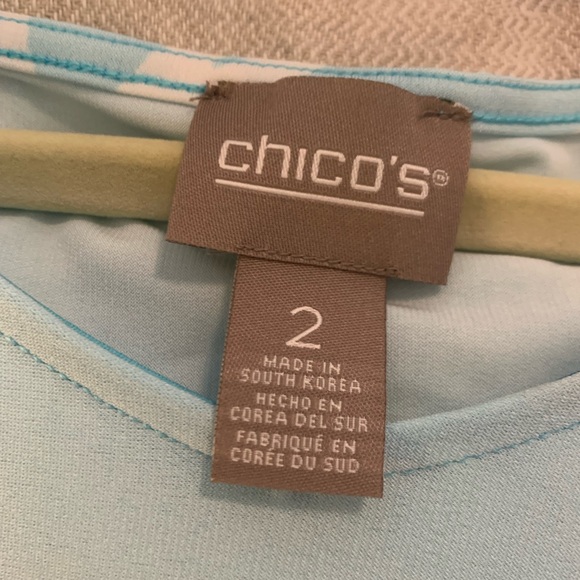 chico's®
2
MADE IN
SOUTH KOREA
HECHO EN
COREA DEL SUR
FABRIQUÉ EN
CORÉE DU SUD